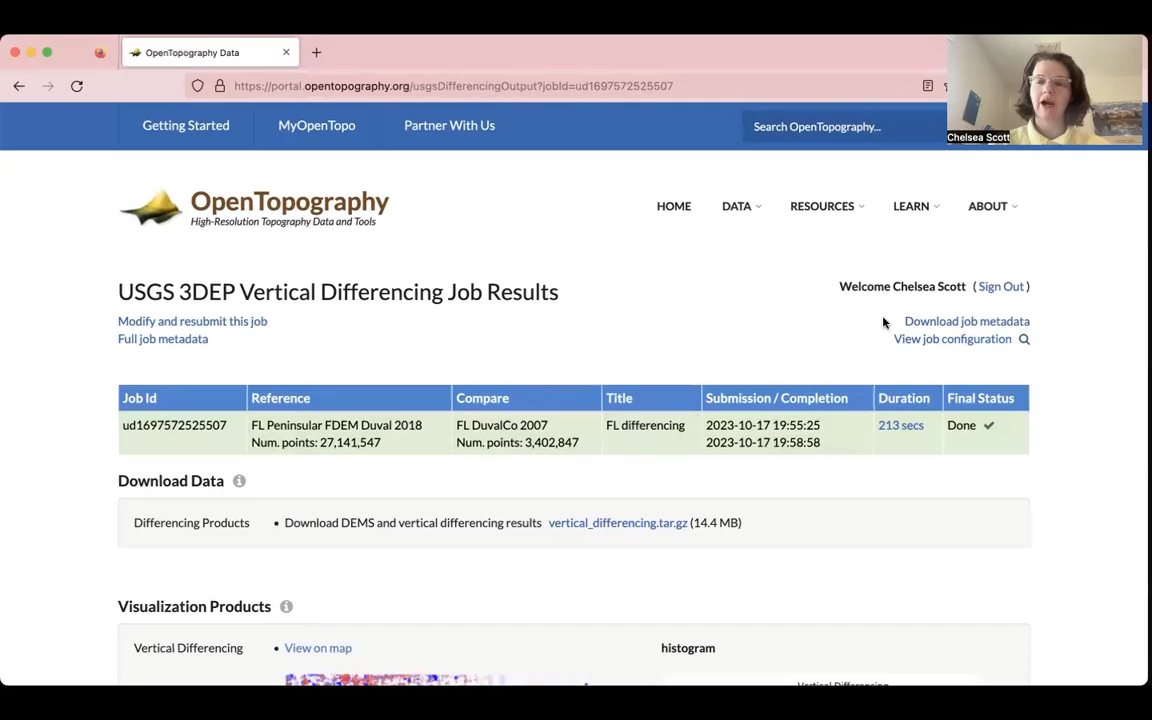 OpenTopography Data
https://portal.opentopography.org/usgsDifferencingOutput?jobId=ud1697572525507
Getting Started
MyOpenTopo
Partner With Us
Search OpenTopography...
Chelsea Scott
OpenTopography
High-Resolution Topography Data and Tools
HOME
DATA
RESOURCES
LEARN
ABOUT
USGS 3DEP Vertical Differencing Job Results
Welcome Chelsea Scott ( Sign Out )
Modify and resubmit this job
Download job metadata
Full job metadata
View job configuration
Job Id Reference Compare Title Submission / Completion Duration Final Status
ud1697572525507 FL Peninsular FDEM Duval 2018 FL DuvalCo 2007 FL differencing 2023-10-17 19:55:25 213 secs Done
Num. points: 27,141,547 Num. points: 3,402,847 2023-10-17 19:58:58
Download Data
Differencing Products • Download DEMS and vertical differencing results vertical_differencing.tar.gz (14.4 MB)
Visualization Products
Vertical Differencing • View on map histogram
Vertical Differencing